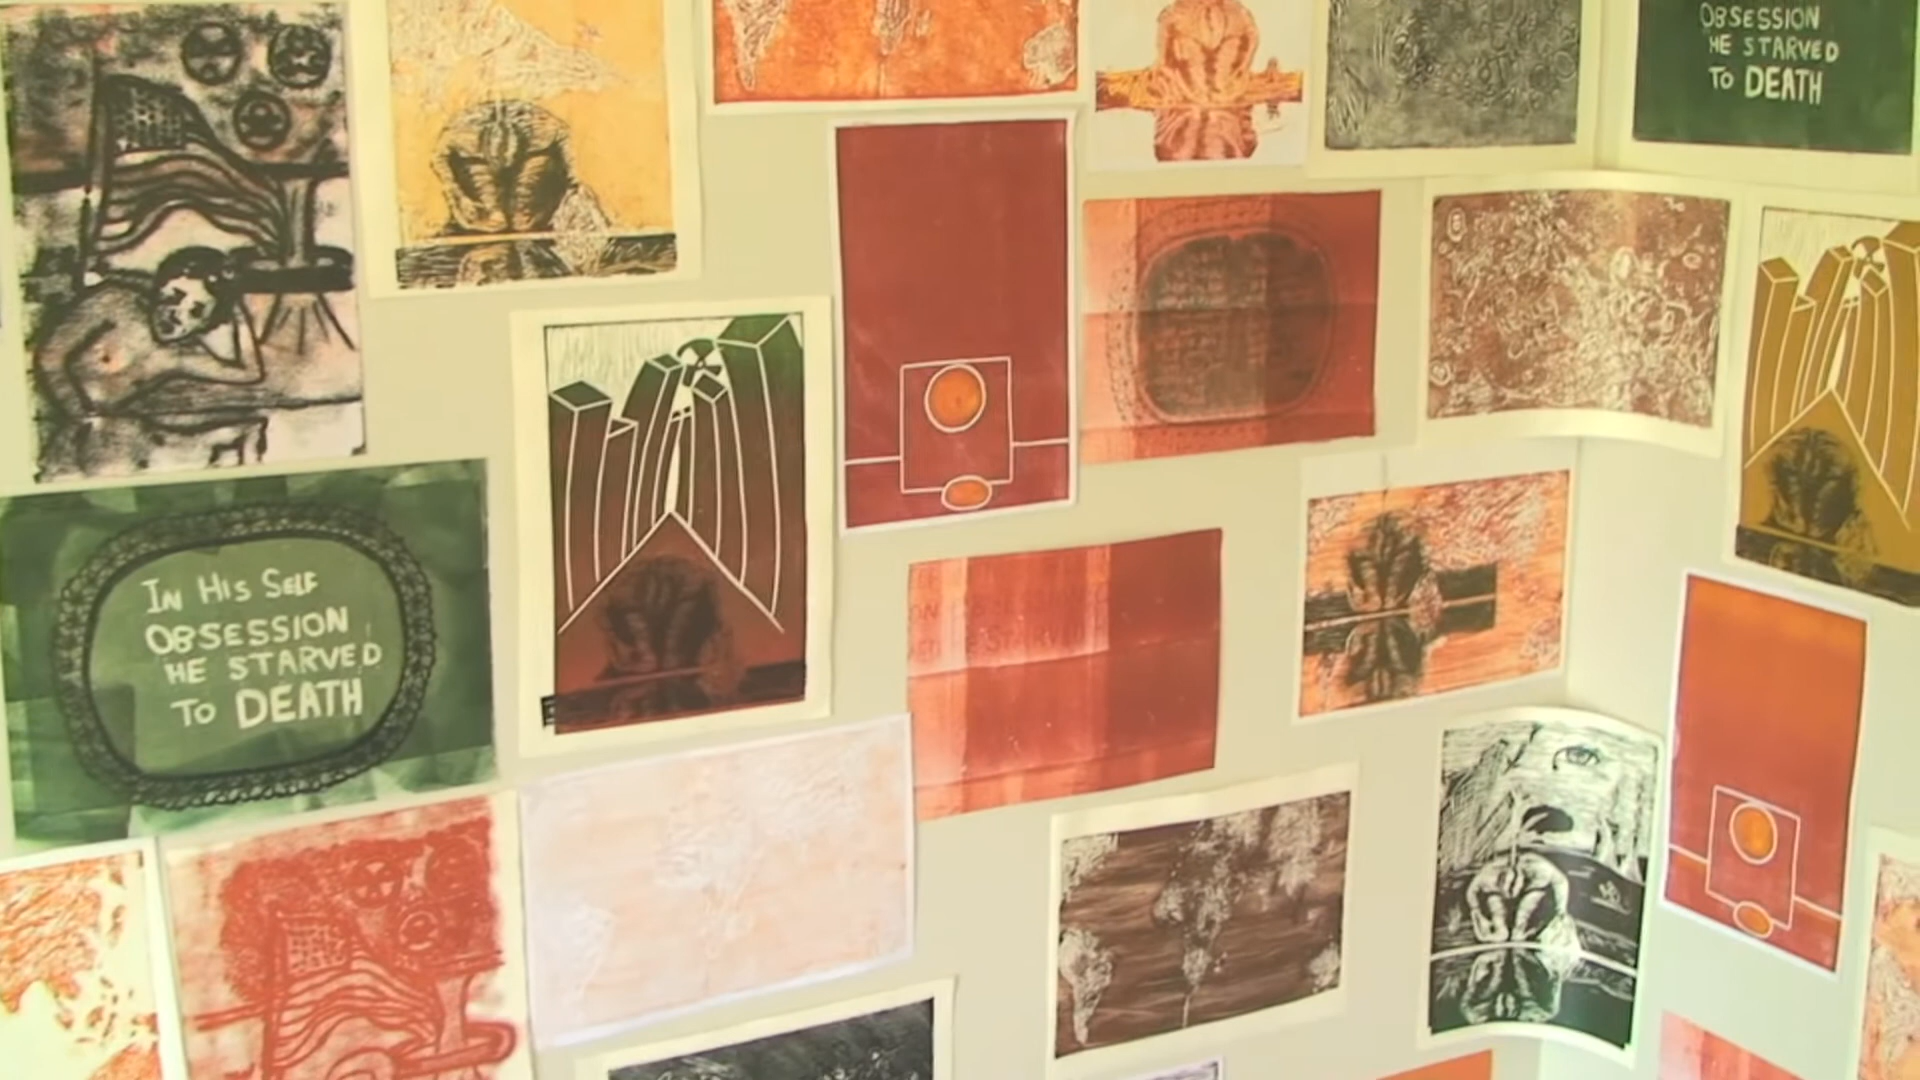 OBSESSION
HE STARVED
TO DEATH
IN HIS SELF
OBSESSION
HE STARVED
TO DEATH